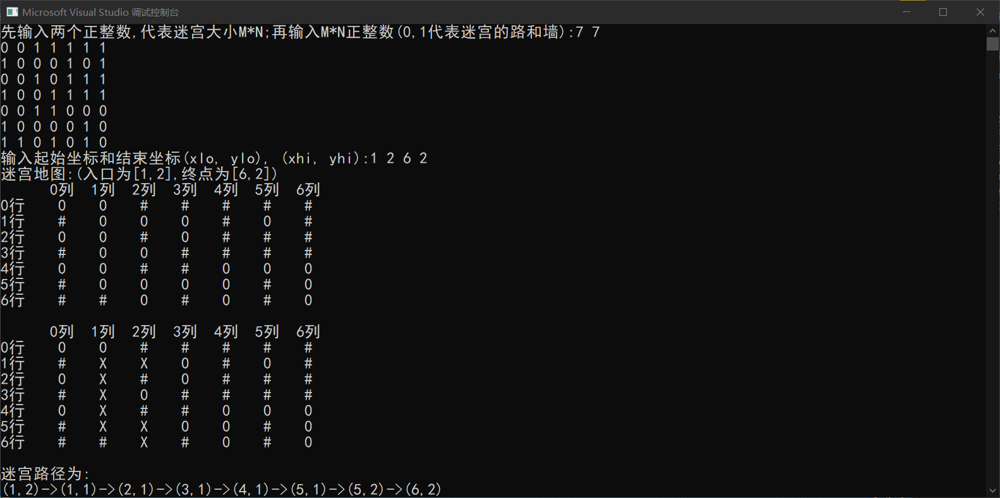 Microsoft Visual Studio 调试控制台
先输入两个正整数,代表迷宫大小M*N;再输入M*N正整数(0,1代表迷宫的路和墙):7 7
0 0 1 1 1 1 1
1 0 0 0 1 0 1
0 0 1 0 1 1 1
1 0 0 1 1 1 1
0 0 1 1 0 0 0
1 0 0 0 0 1 0
1 1 0 1 0 1 0
输入起始坐标和结束坐标(xlo, ylo), (xhi, yhi):1 2 6 2
迷宫地图:(入口为[1,2],终点为[6,2])
0列 1列 2列 3列 4列 5列 6列
0行 0 0 # # # # #
1行 # 0 0 0 # 0 #
2行 0 0 # 0 # # #
3行 # 0 0 # # # #
4行 0 0 # # 0 0 0
5行 # 0 0 0 0 # 0
6行 # # 0 # 0 # 0
0列 1列 2列 3列 4列 5列 6列
0行 0 0 # # # # #
1行 # X X 0 # 0 #
2行 0 X # 0 # # #
3行 # X 0 # # # #
4行 0 X # # 0 0 0
5行 # X X 0 0 # 0
6行 # # X # 0 # 0
迷宫路径为:
(1,2)->(1,1)->(2,1)->(3,1)->(4,1)->(5,1)->(5,2)->(6,2)